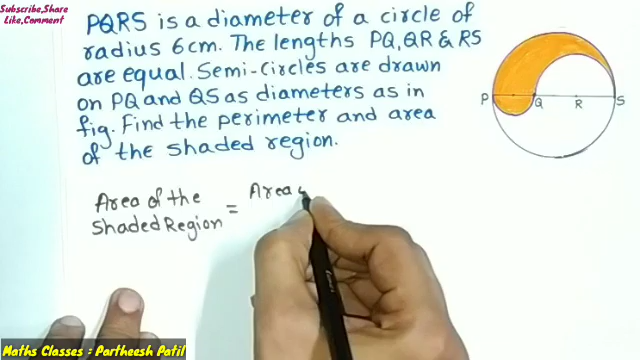 Subscribe,Share
Like,Comment
PQRS is a diameter of a circle of
radius 6cm. The lengths PQ, QR & RS
are equal. Semi-Circles are drawn
on PQ and QS as diameters as in
fig. Find the perimeter and area
of the shaded region.
P Q R S
Area of the
Shaded Region = Area
Maths Classes : Partheesh Patil